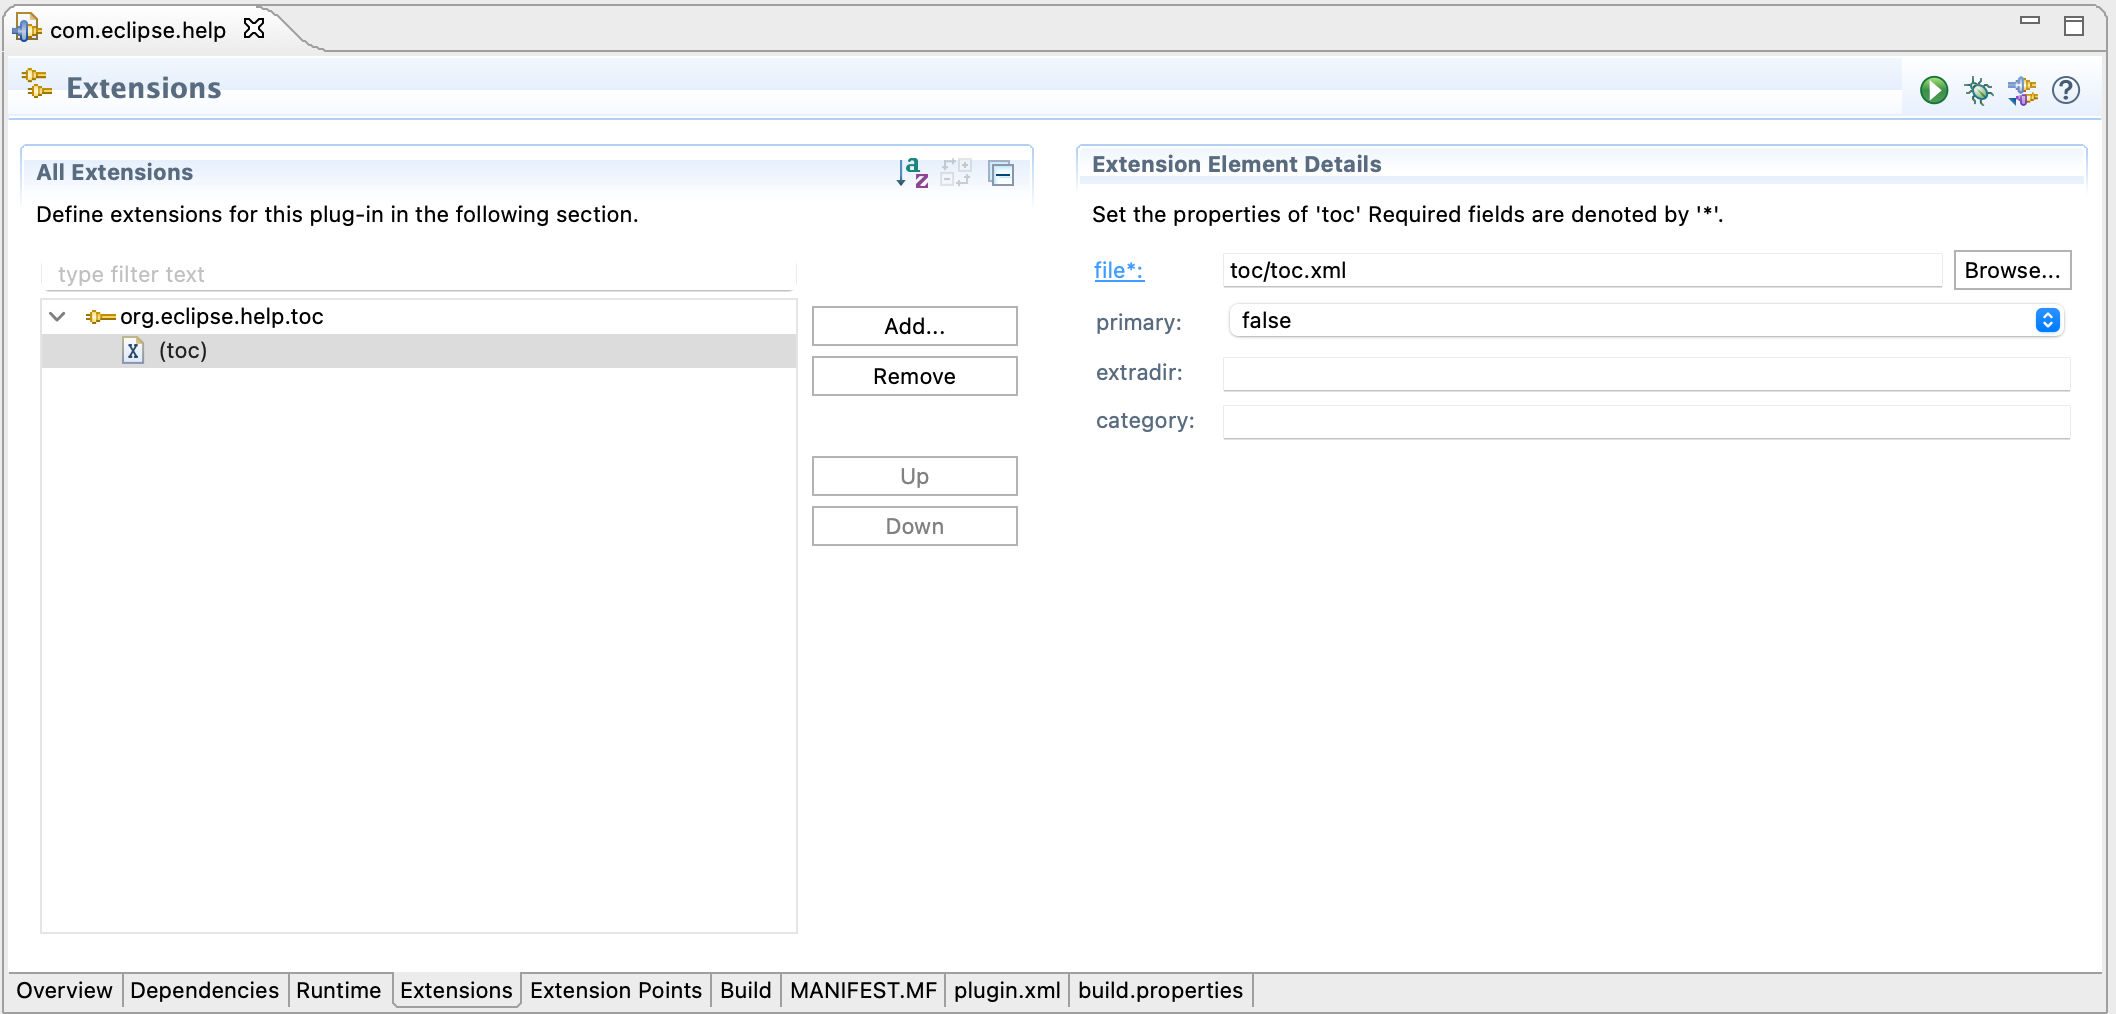 com.eclipse.help
Extensions
All Extensions
Define extensions for this plug-in in the following section.
type filter text
org.eclipse.help.toc
(toc)
Add...
Remove
Up
Down
Extension Element Details
Set the properties of 'toc' Required fields are denoted by '*'.
file*: toc/toc.xml Browse...
primary: false
extradir:
category:
Overview Dependencies Runtime Extensions Extension Points Build MANIFEST.MF plugin.xml build.properties